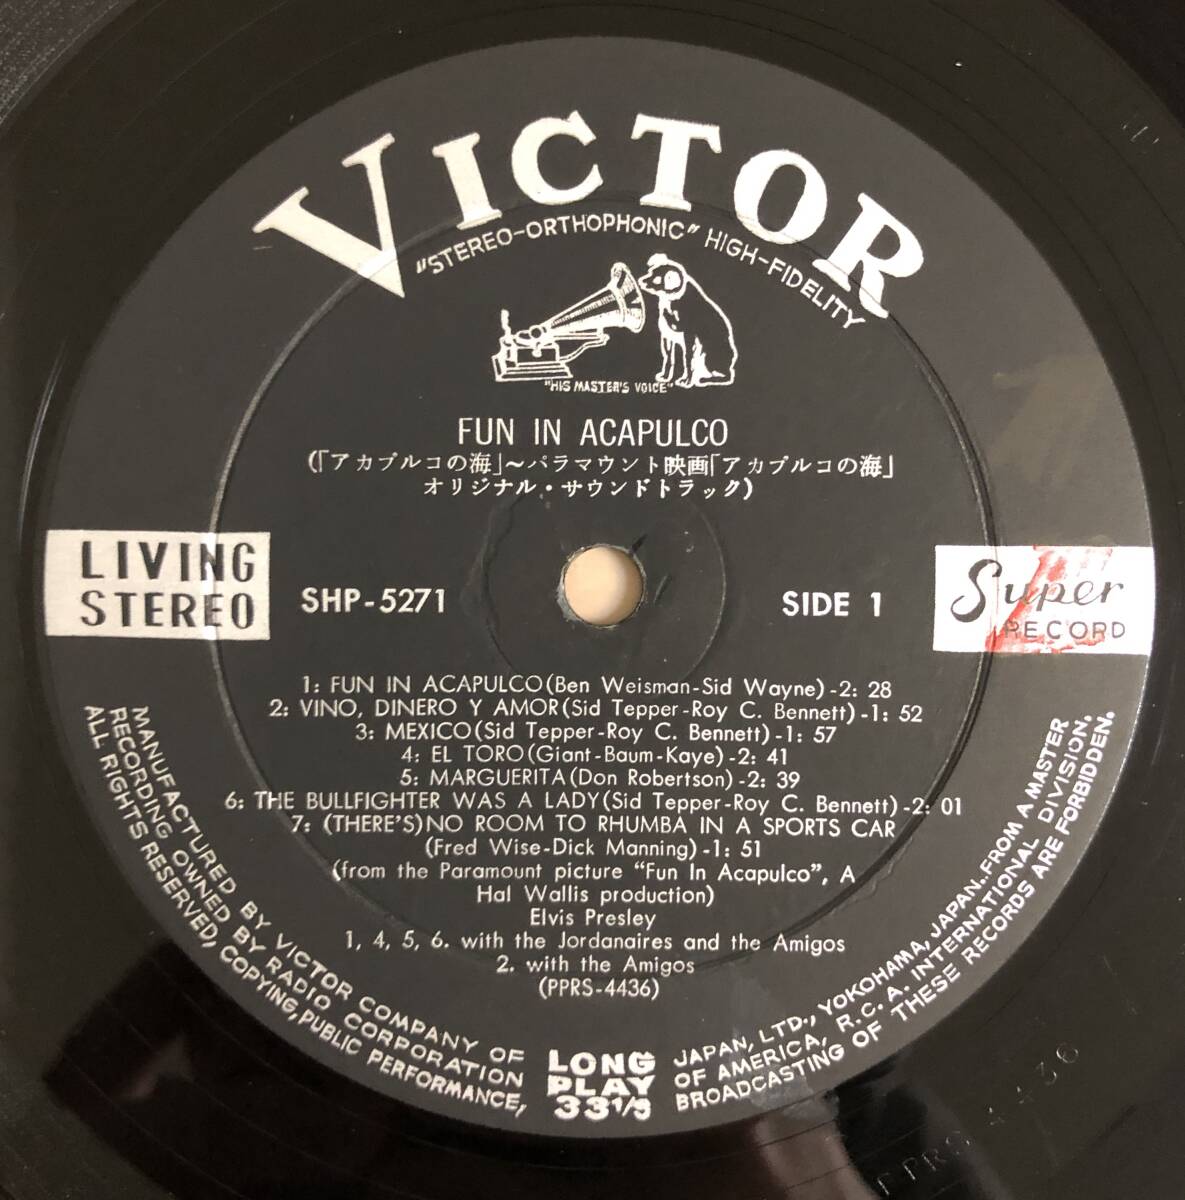 VICTOR
"STEREO-ORTHOPHONIC" HIGH-FIDELITY
"HIS MASTER'S VOICE"
FUN IN ACAPULCO
(「アカプルコの海」~パラマウント映画「アカプルコの海」
オリジナル・サウンドトラック)
LIVING
STEREO
SHP-5271
SIDE 1
Super
RECORD
1: FUN IN ACAPULCO(Ben Weisman-Sid Wayne)-2: 28
2: VINO, DINERO Y AMOR(Sid Tepper-Roy C. Bennett)-1: 52
3: MEXICO(Sid Tepper-Roy C. Bennett)-1: 57
4: EL TORO(Giant-Baum-Kaye)-2: 41
5: MARGUERITA(Don Robertson)-2: 39
6: THE BULLFIGHTER WAS A LADY(Sid Tepper-Roy C. Bennett)-2: 01
7: (THERE'S)NO ROOM TO RHUMBA IN A SPORTS CAR
(Fred Wise-Dick Manning)-1: 51
(from the Paramount picture "Fun In Acapulco", A
Hal Wallis production)
Elvis Presley
1, 4, 5, 6. with the Jordanaires and the Amigos
2. with the Amigos
(PPRS-4436)
MANUFACTURED BY VICTOR COMPANY OF JAPAN, LTD., YOKOHAMA, JAPAN..FROM A MASTER
RECORDING OWNED BY RADIO CORPORATION OF AMERICA, R.C.A. INTERNATIONAL DIVISION.
ALL RIGHTS RESERVED, COPYING, PUBLIC PERFORMANCE, BROADCASTING OF THESE RECORDS ARE FORBIDDEN.
LONG
PLAY
33 1/3
PPRS 4436